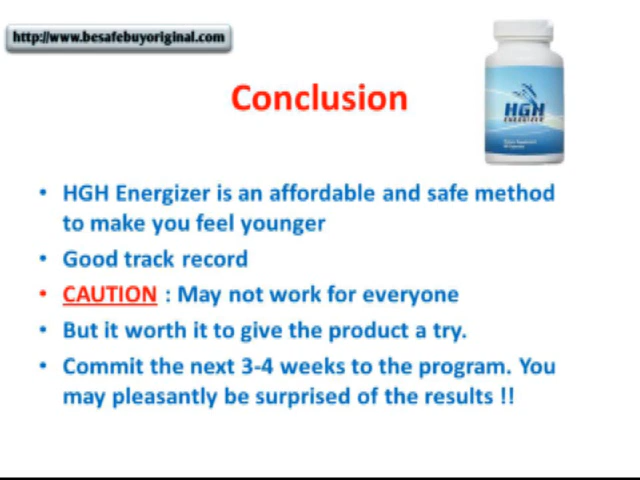 http://www.besafebuyoriginal.com
HGH
ENERGIZER
Conclusion
• HGH Energizer is an affordable and safe method
to make you feel younger
• Good track record
• CAUTION : May not work for everyone
• But it worth it to give the product a try.
• Commit the next 3-4 weeks to the program. You
may pleasantly be surprised of the results !!